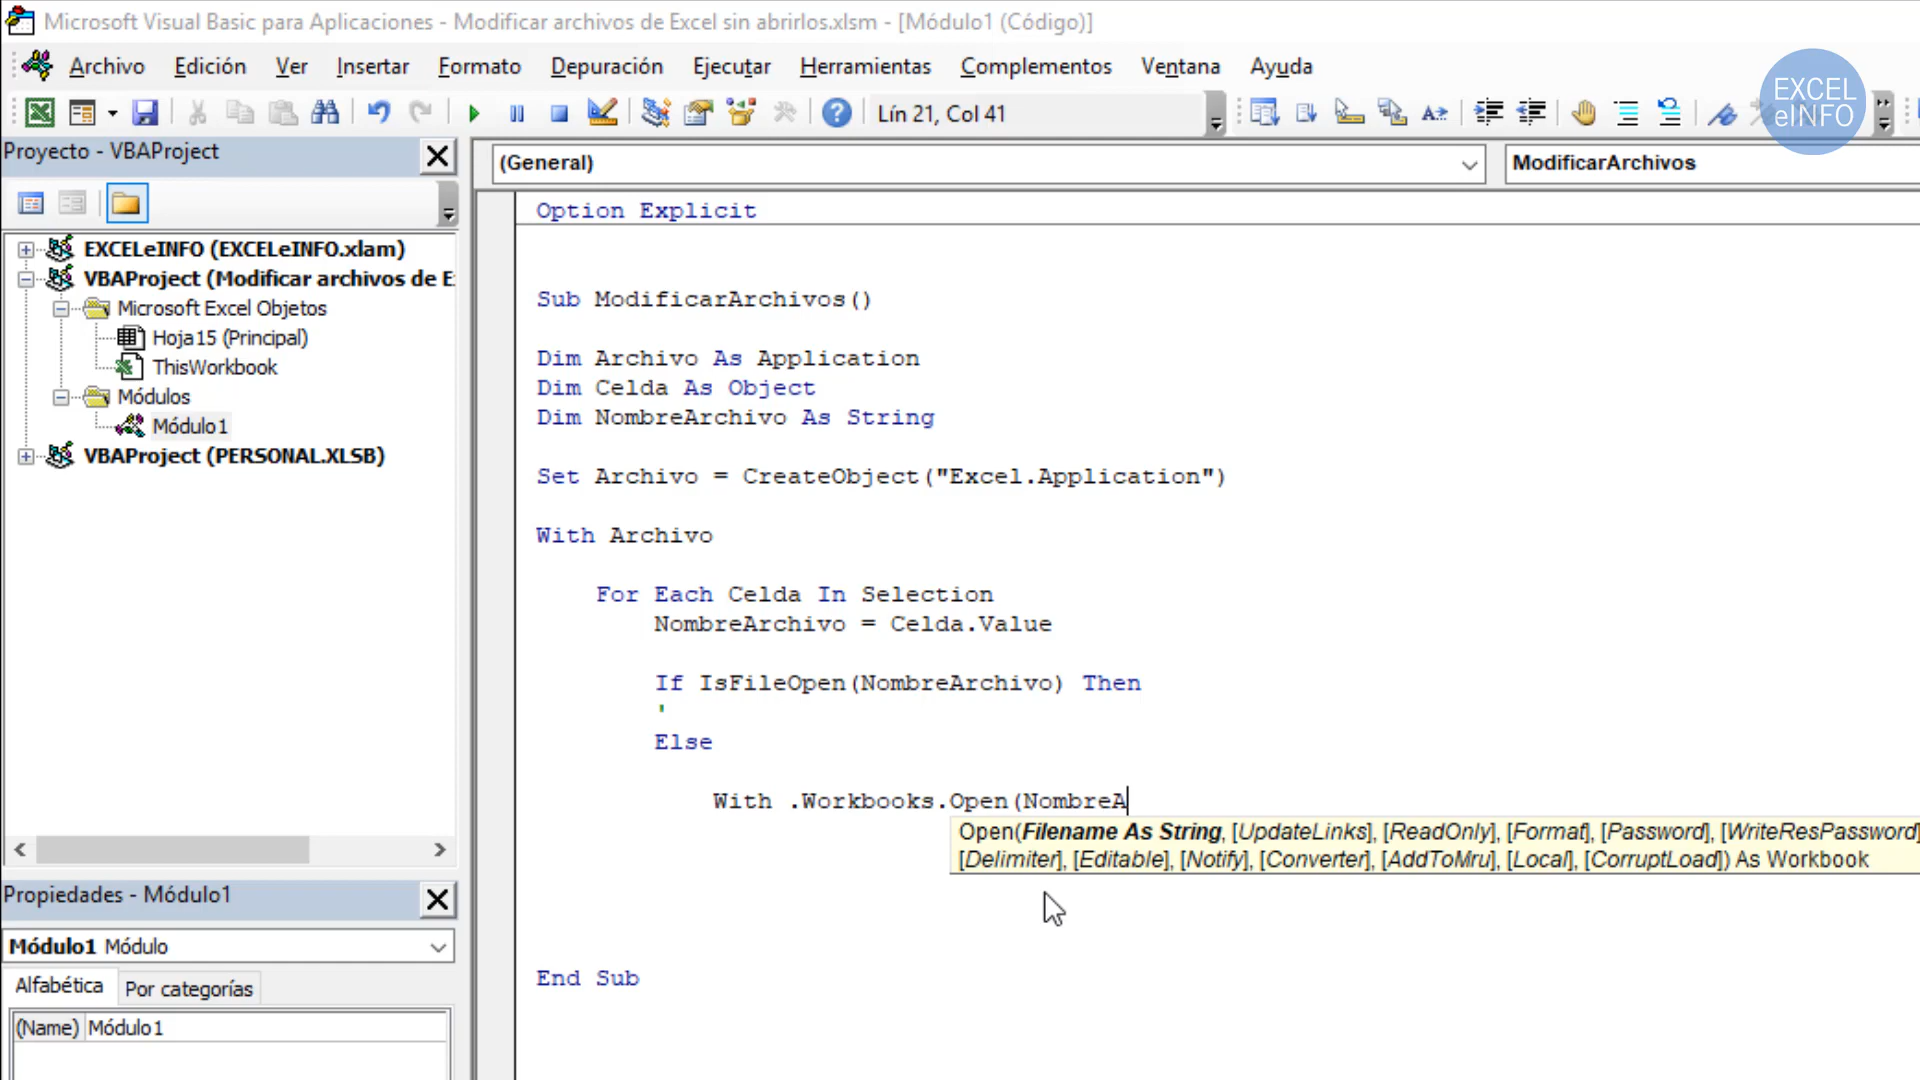 Microsoft Visual Basic para Aplicaciones - Modificar archivos de Excel sin abrirlos.xlsm - [Módulo1 (Código)]
Archivo Edición Ver Insertar Formato Depuración Ejecutar Herramientas Complementos Ventana Ayuda
EXCEL
eINFO
Lín 21, Col 41
Proyecto - VBAProject
(General)
ModificarArchivos
EXCELeINFO (EXCELeINFO.xlam)
VBAProject (Modificar archivos de E
Microsoft Excel Objetos
Hoja15 (Principal)
ThisWorkbook
Módulos
Módulo1
VBAProject (PERSONAL.XLSB)
Propiedades - Módulo1
Módulo1 Módulo
Alfabética Por categorías
(Name) Módulo1
Option Explicit
Sub ModificarArchivos()
Dim Archivo As Application
Dim Celda As Object
Dim NombreArchivo As String
Set Archivo = CreateObject("Excel.Application")
With Archivo
For Each Celda In Selection
NombreArchivo = Celda.Value
If IsFileOpen(NombreArchivo) Then
'
Else
With .Workbooks.Open(NombreA
Open(Filename As String, [UpdateLinks], [ReadOnly], [Format], [Password], [WriteResPassword]
[Delimiter], [Editable], [Notify], [Converter], [AddToMru], [Local], [CorruptLoad]) As Workbook
End Sub